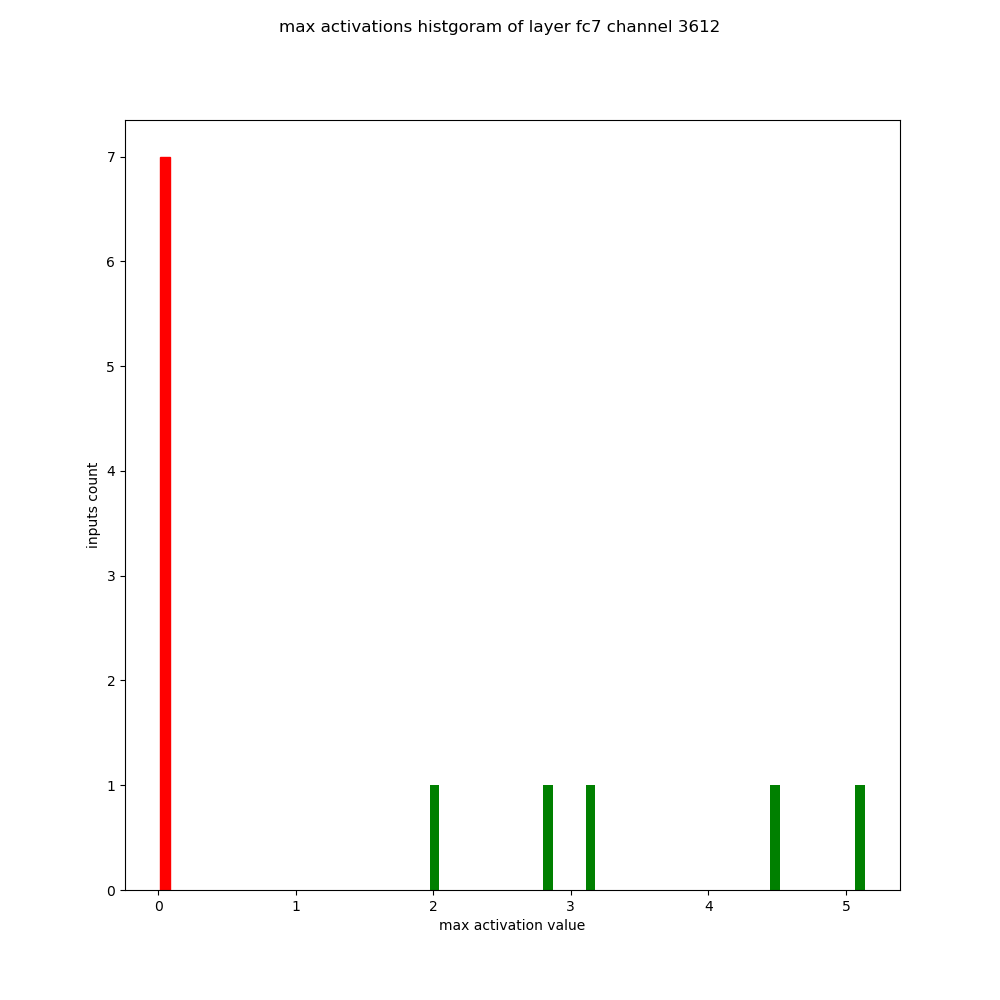 max activations histgoram of layer fc7 channel 3612
7
6
5
4
3
2
1
0
inputs count
0 1 2 3 4 5
max activation value